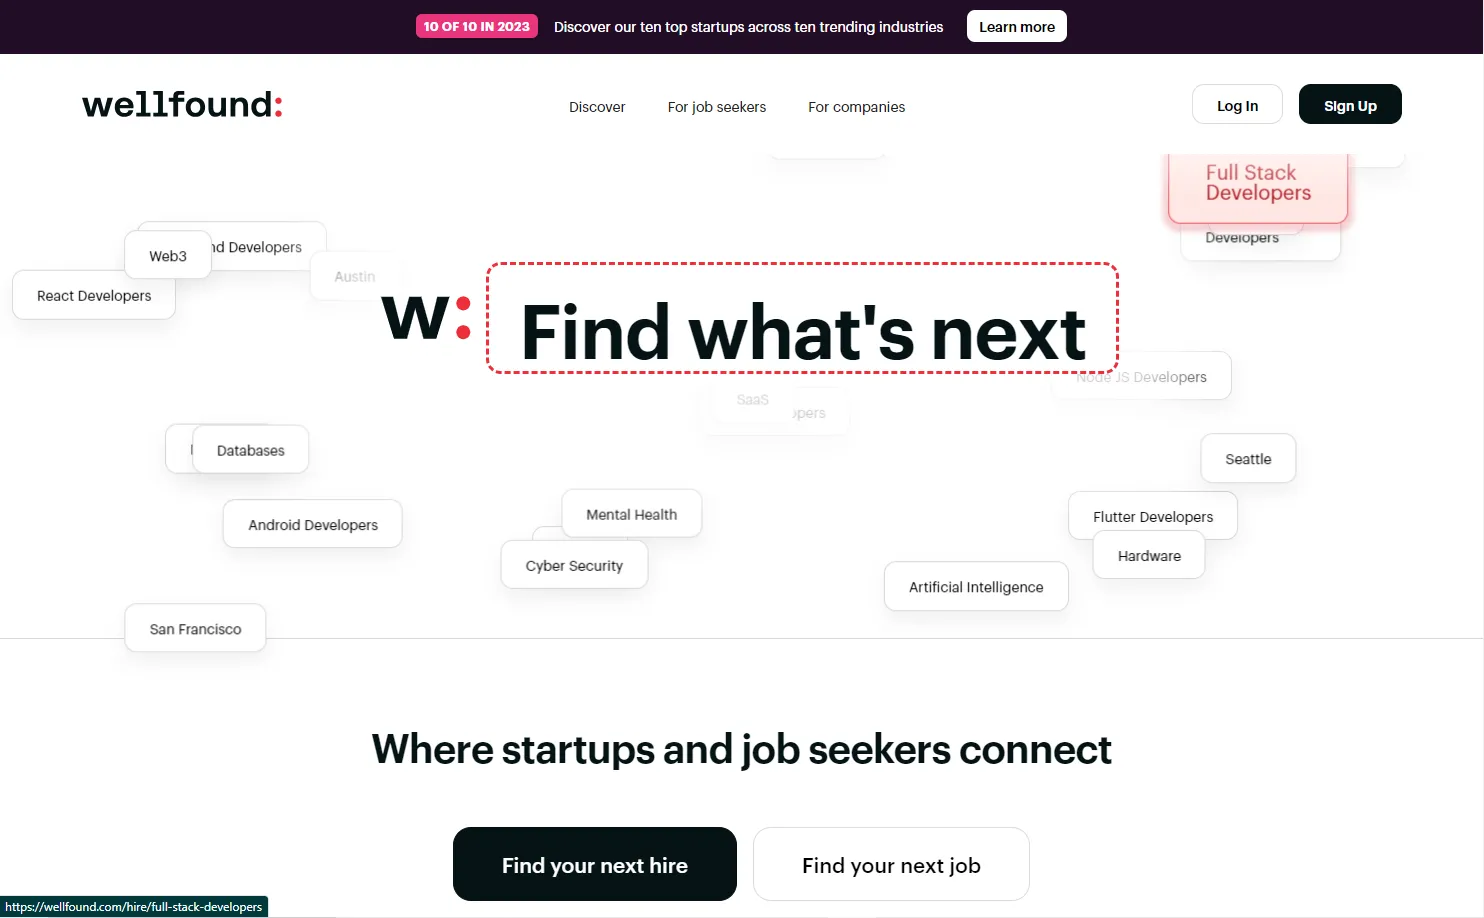 10 OF 10 IN 2023
Discover our ten top startups across ten trending industries
Learn more
wellfound:
Discover
For job seekers
For companies
Log In
Sign Up
Full Stack
Developers
Developers
Developers
Web3
Austin
React Developers
w:
Find what's next
Node JS Developers
SaaS
Databases
Seattle
Mental Health
Flutter Developers
Android Developers
Hardware
Cyber Security
Artificial Intelligence
San Francisco
Where startups and job seekers connect
Find your next hire
Find your next job
https://wellfound.com/hire/full-stack-developers